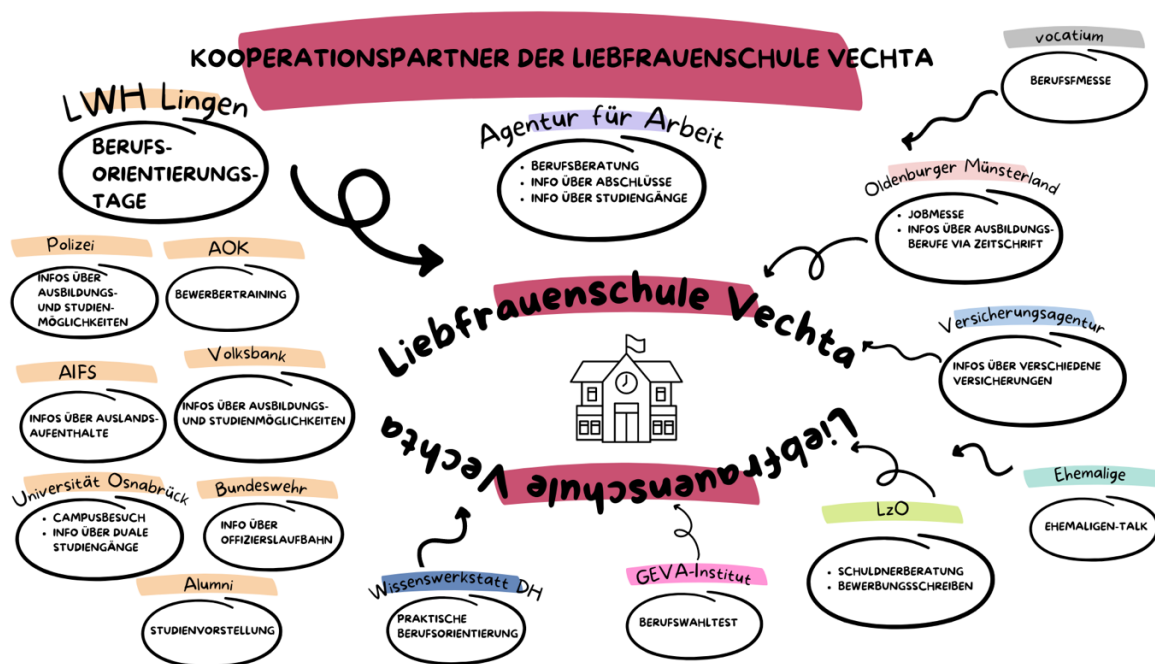 KOOPERATIONSPARTNER DER LIEBFRAUENSCHULE VECHTA
vocatium
BERUFSFMESSE
LWH Lingen
BERUFS-
ORIENTIERUNGS-
TAGE
Agentur für Arbeit
• BERUFSBERATUNG
• INFO ÜBER ABSCHLÜSSE
• INFO ÜBER STUDIENGÄNGE
Oldenburger Münsterland
• JOBMESSE
• INFOS ÜBER AUSBILDUNGS-
BERUFE VIA ZEITSCHRIFT
Polizei
INFOS ÜBER
AUSBILDUNGS-
UND STUDIEN-
MÖGLICHKEITEN
AOK
BEWERBERTRAINING
Liebfrauenschule Vechta
Versicherungsagentur
INFOS ÜBER VERSCHIEDENE
VERSICHERUNGEN
AIFS
INFOS ÜBER AUSLANDS-
AUFENTHALTE
Volksbank
INFOS ÜBER AUSBILDUNGS-
UND STUDIENMÖGLICHKEITEN
Liebfrauenschule Vechta
Universität Osnabrück
• CAMPUSBESUCH
• INFO ÜBER DUALE
STUDIENGÄNGE
Bundeswehr
INFO ÜBER
OFFIZIERSLAUFBAHN
Ehemalige
EHEMALIGEN-TALK
LzO
• SCHULDNERBERATUNG
• BEWERBUNGSSCHREIBEN
Alumni
STUDIENVORSTELLUNG
Wissenswerkstatt DH
PRAKTISCHE
BERUFSORIENTIERUNG
GEVA-Institut
BERUFSWAHLTEST